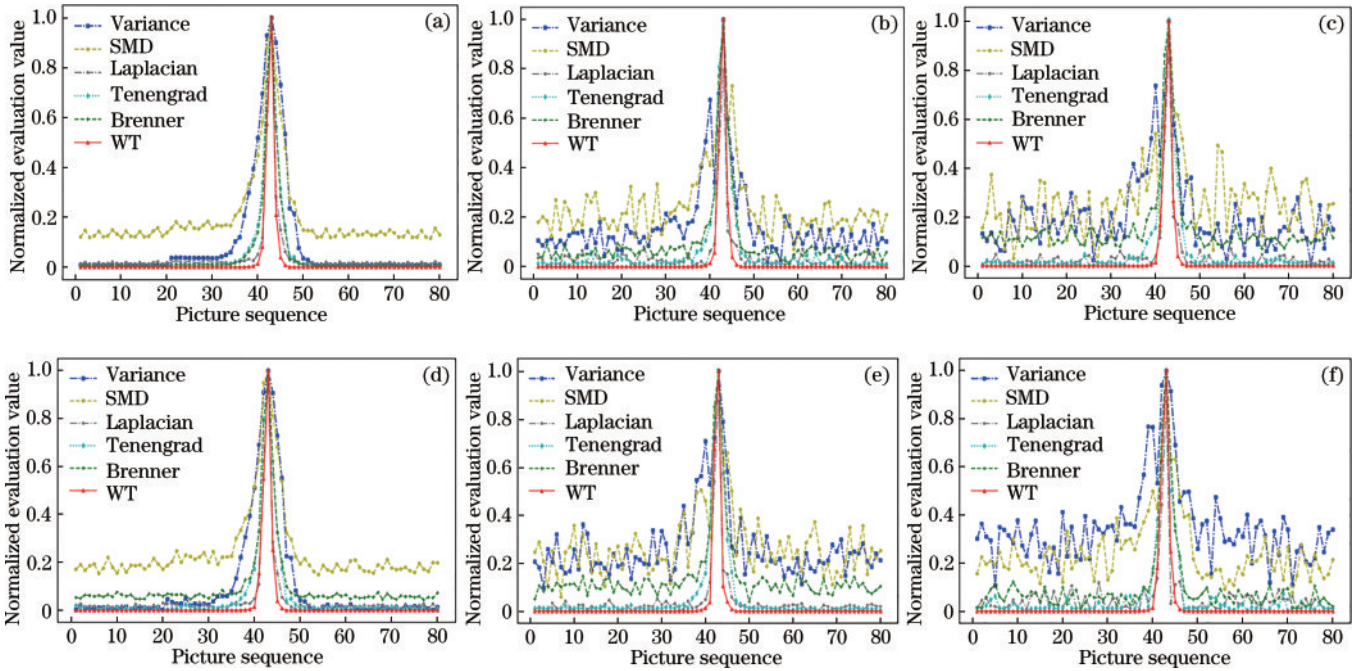 Normalized evaluation value
1.0
0.8
0.6
0.4
0.2
0
Variance
SMD
Laplacian
Tenengrad
Brenner
WT
(a)
0 10 20 30 40 50 60 70 80
Picture sequence
Normalized evaluation value
1.0
0.8
0.6
0.4
0.2
0
Variance
SMD
Laplacian
Tenengrad
Brenner
WT
(b)
0 10 20 30 40 50 60 70 80
Picture sequence
Normalized evaluation value
1.0
0.8
0.6
0.4
0.2
0
Variance
SMD
Laplacian
Tenengrad
Brenner
WT
(c)
0 10 20 30 40 50 60 70 80
Picture sequence
Normalized evaluation value
1.0
0.8
0.6
0.4
0.2
0
Variance
SMD
Laplacian
Tenengrad
Brenner
WT
(d)
0 10 20 30 40 50 60 70 80
Picture sequence
Normalized evaluation value
1.0
0.8
0.6
0.4
0.2
0
Variance
SMD
Laplacian
Tenengrad
Brenner
WT
(e)
0 10 20 30 40 50 60 70 80
Picture sequence
Normalized evaluation value
1.0
0.8
0.6
0.4
0.2
0
Variance
SMD
Laplacian
Tenengrad
Brenner
WT
(f)
0 10 20 30 40 50 60 70 80
Picture sequence